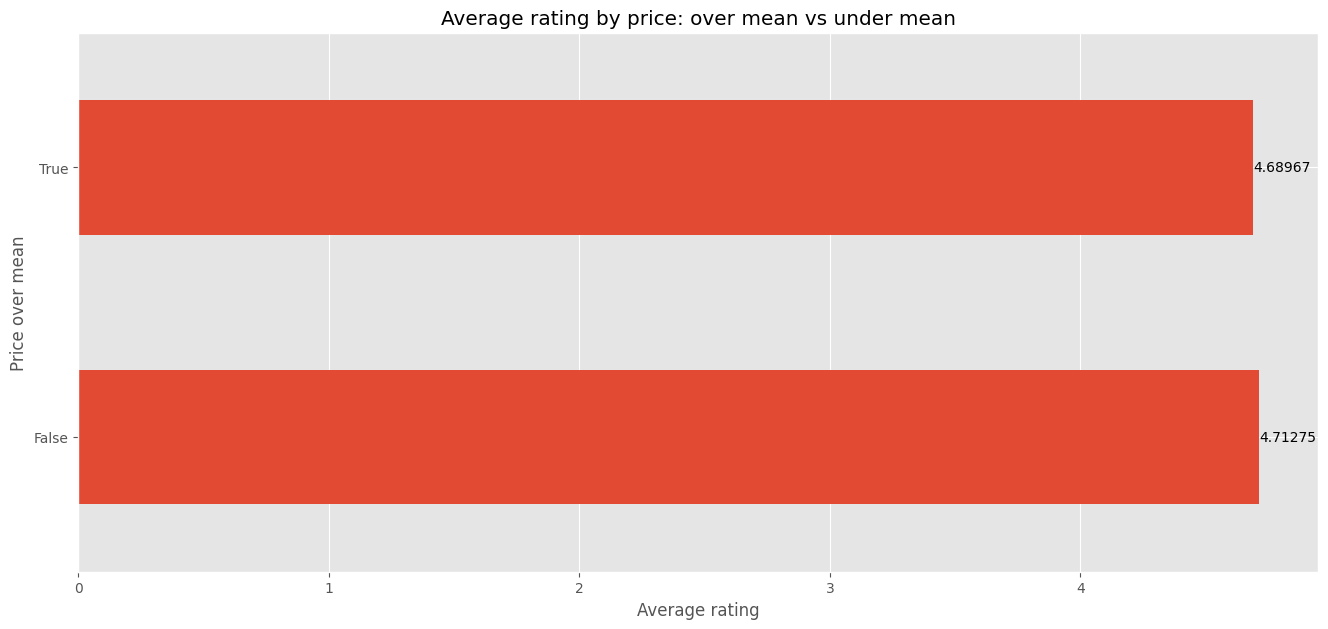 Average rating by price: over mean vs under mean
Price over mean
True
4.68967
False
4.71275
0 1 2 3 4
Average rating